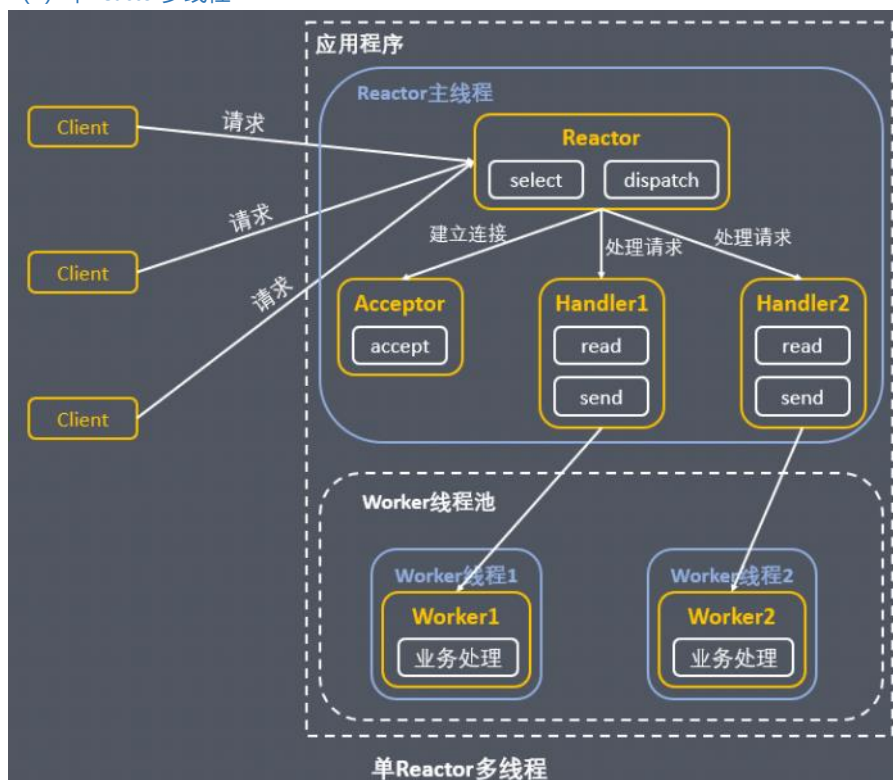 多线程
应用程序
Reactor主线程
Client
请求
Reactor
select
dispatch
请求
建立连接
处理请求
处理请求
Client
请求
Acceptor
Handler1
Handler2
accept
read
read
send
send
Client
Worker线程池
Worker线程1
Worker线程2
Worker1
Worker2
业务处理
业务处理
单Reactor多线程